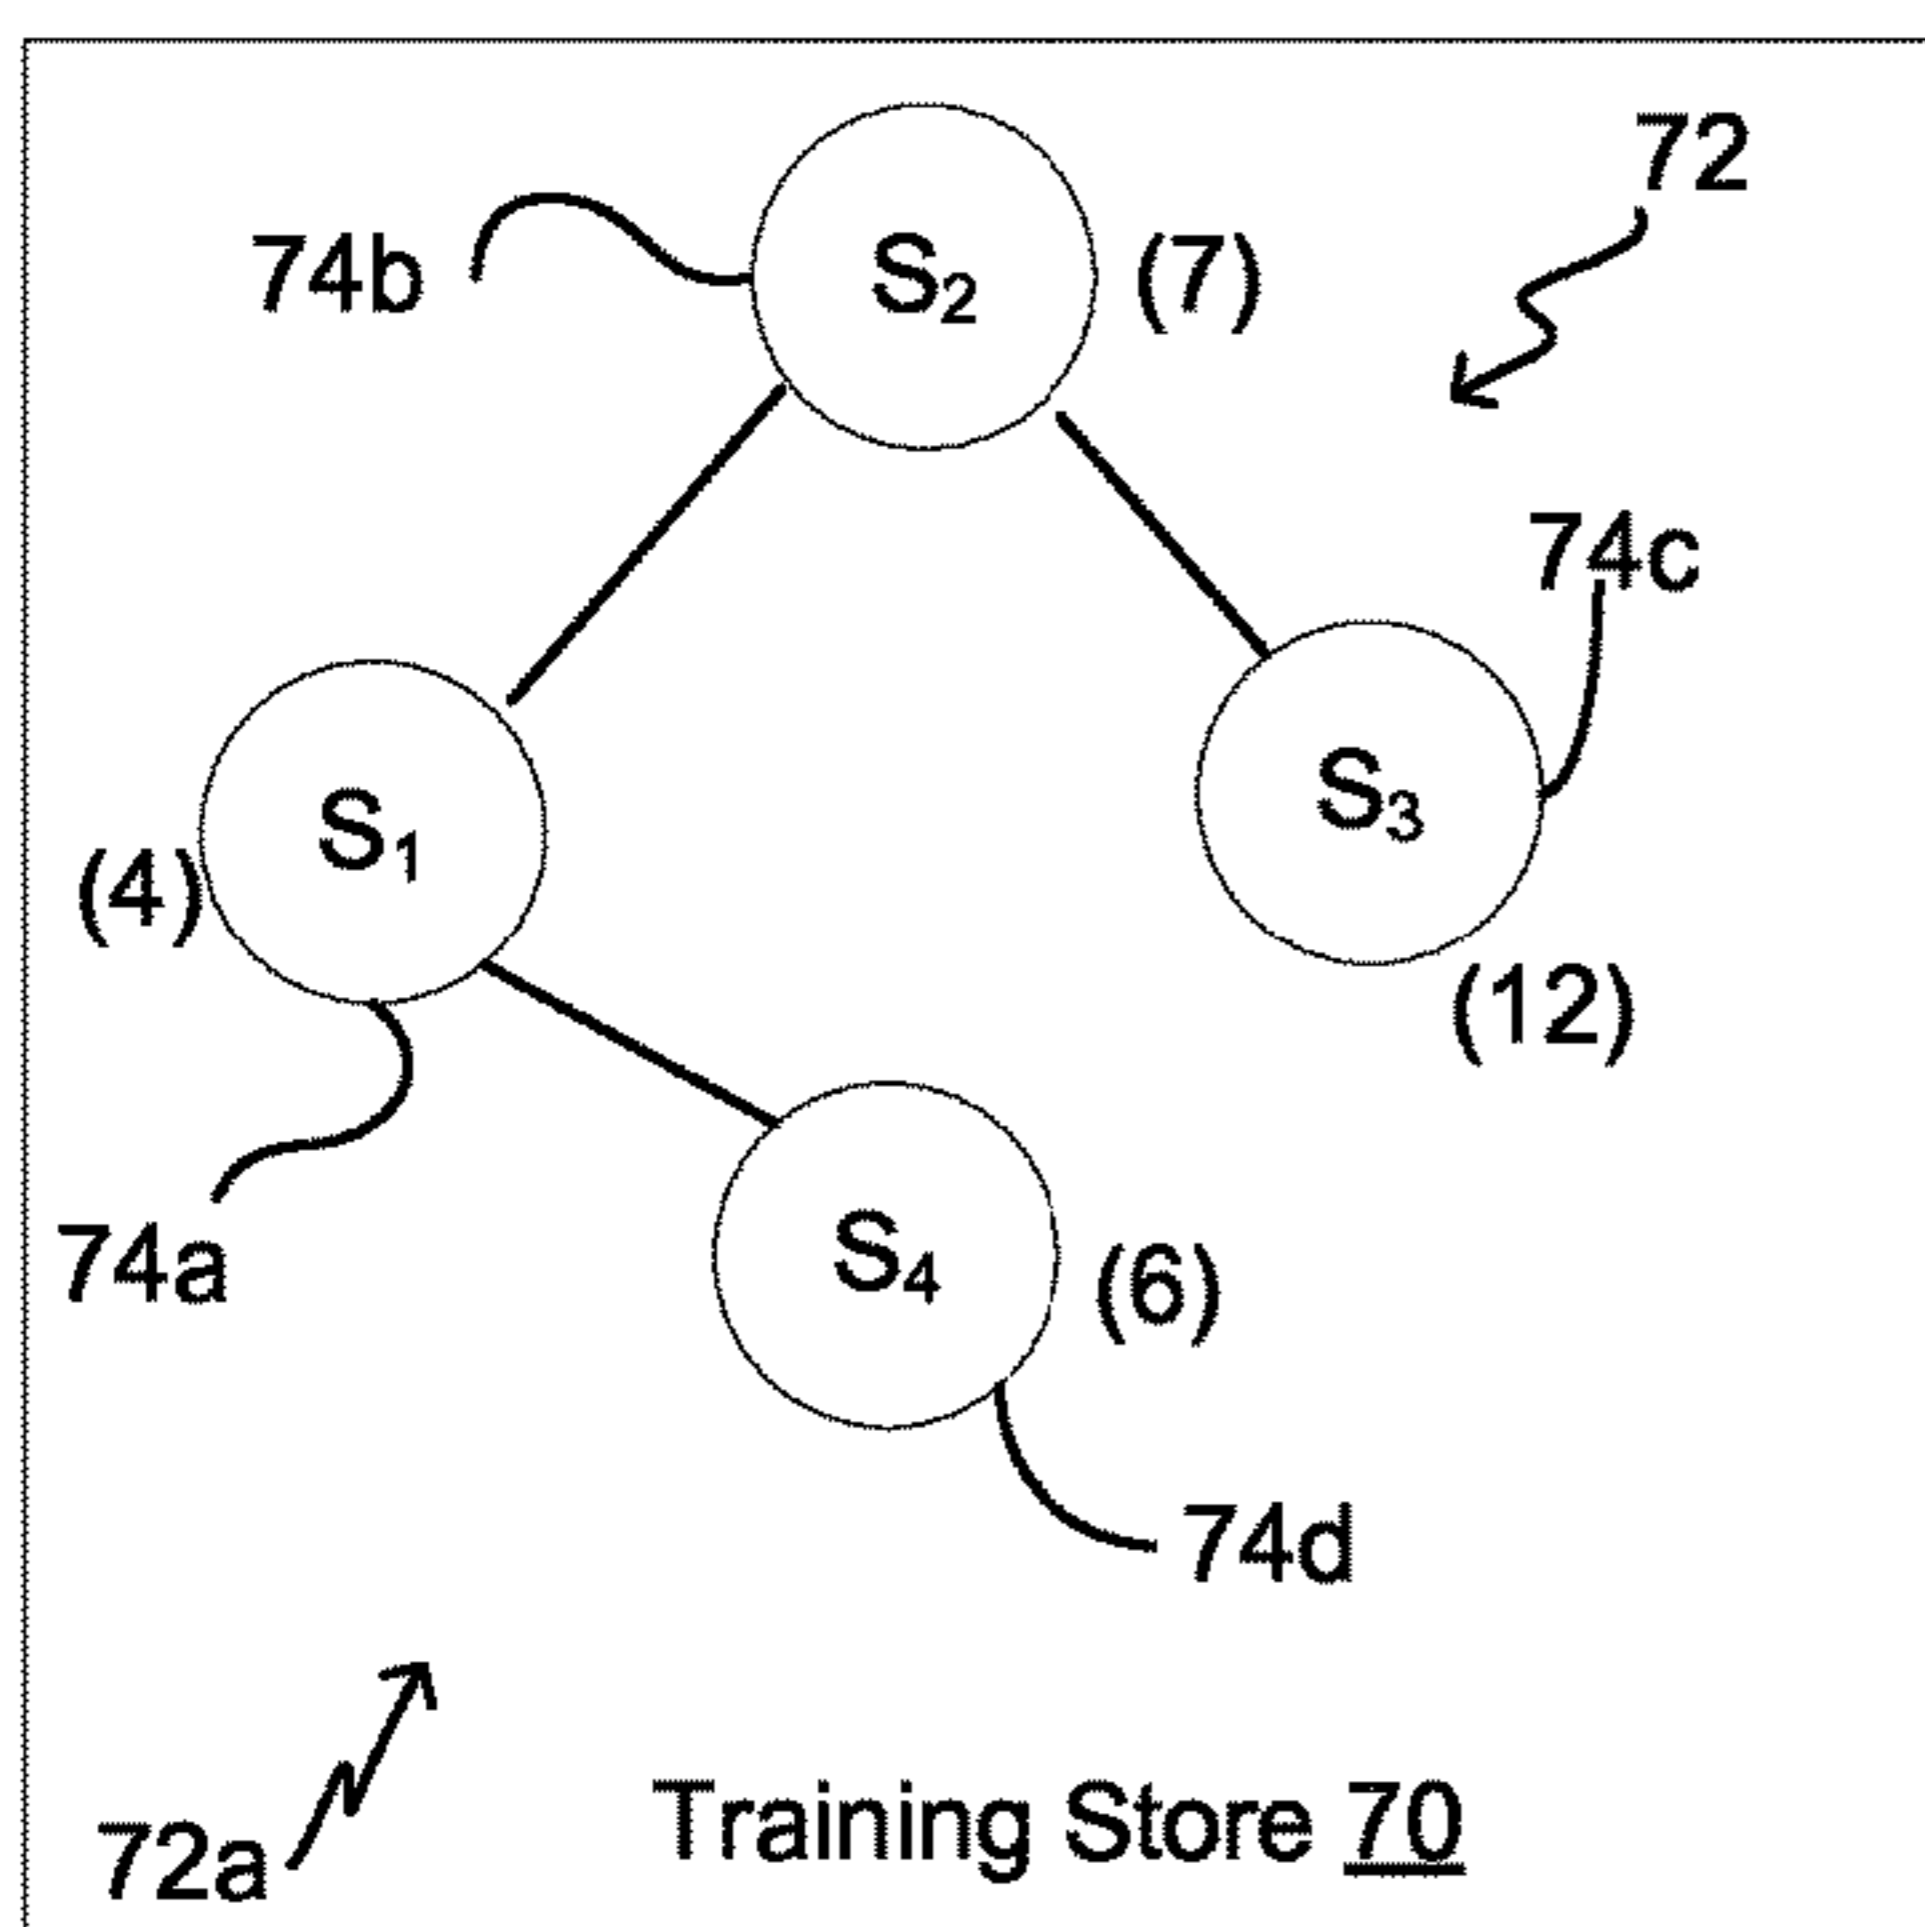 72
74b
S₂
(7)
74c
S₁
S₃
(4)
(12)
74a
S₄
(6)
74d
72a
Training Store 70